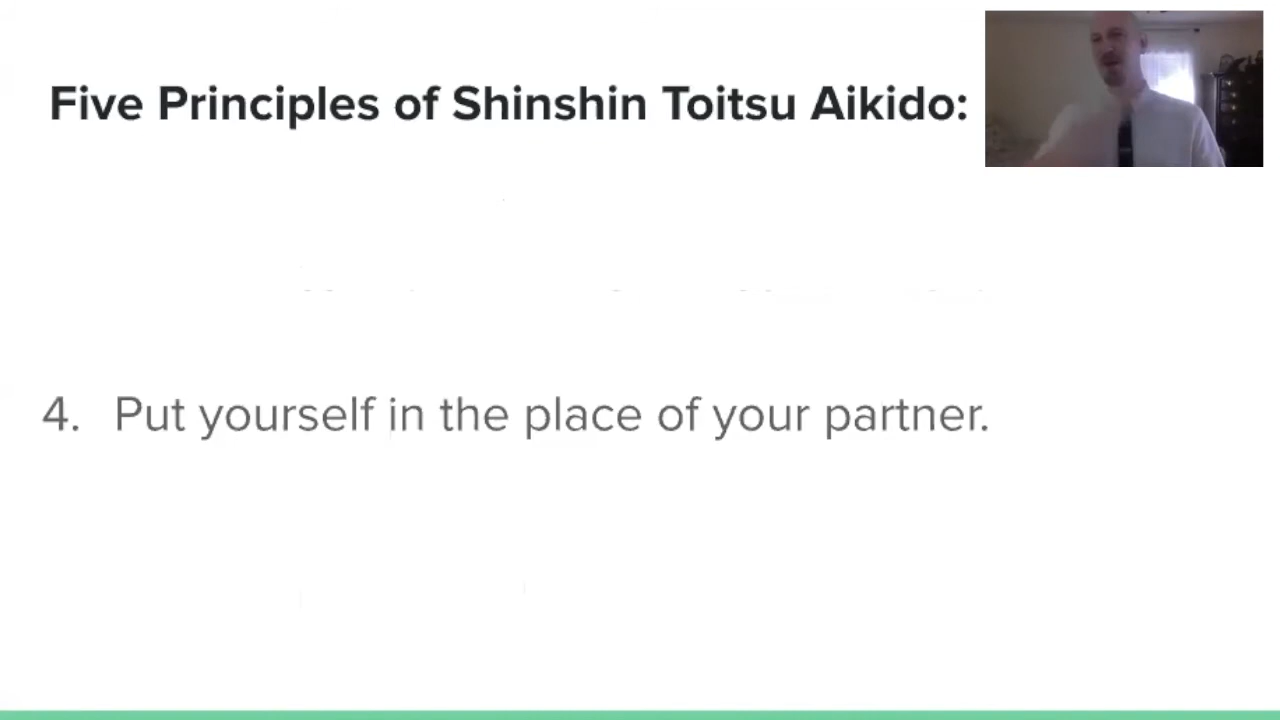 Five Principles of Shinshin Toitsu Aikido:
4. Put yourself in the place of your partner.